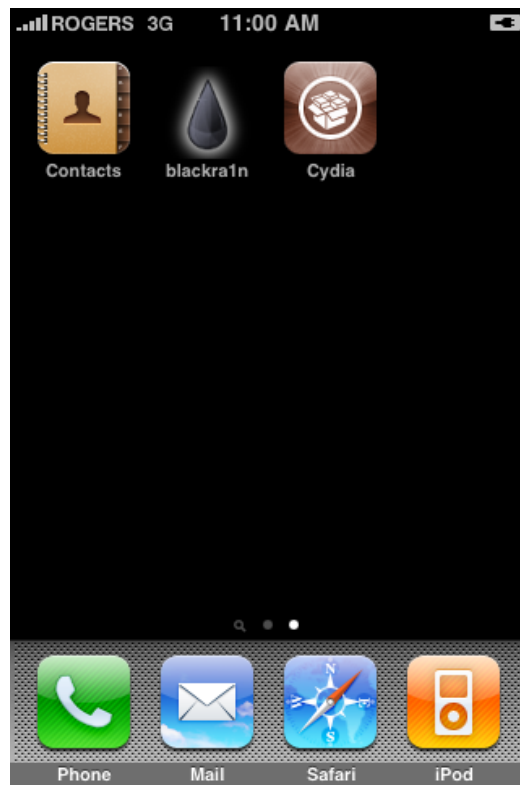 ROGERS 3G 11:00 AM
Contacts blackra1n Cydia
N
S
Phone Mail Safari iPod